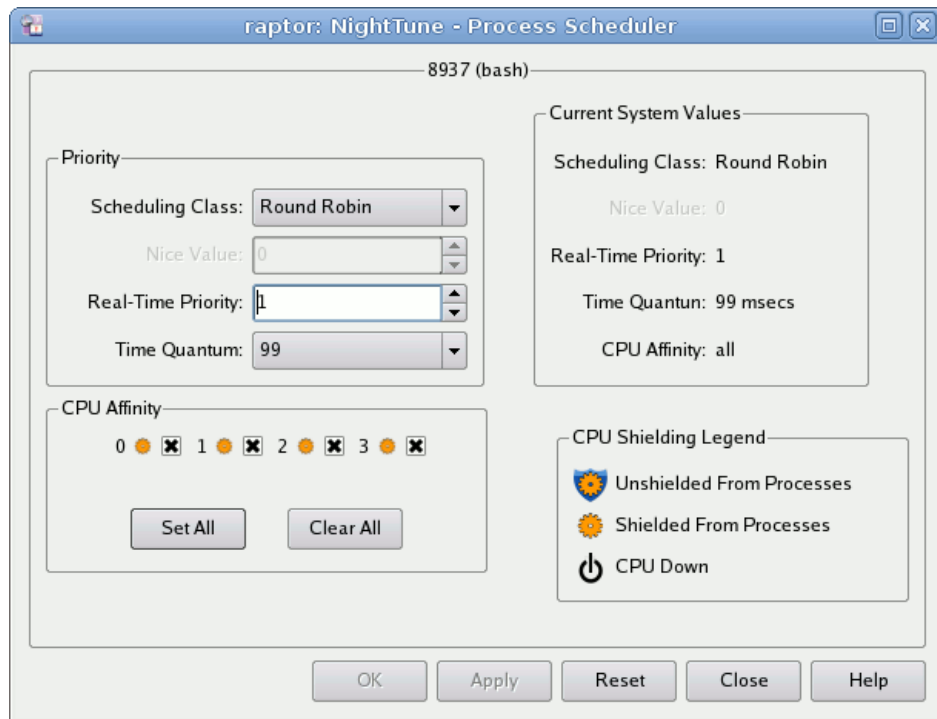 raptor: NightTune - Process Scheduler
8937 (bash)
Priority
Scheduling Class: Round Robin
Nice Value: 0
Real-Time Priority: 1
Time Quantum: 99
Current System Values
Scheduling Class: Round Robin
Nice Value: 0
Real-Time Priority: 1
Time Quantun: 99 msecs
CPU Affinity: all
CPU Affinity
0 1 2 3
Set All Clear All
CPU Shielding Legend
Unshielded From Processes
Shielded From Processes
CPU Down
OK Apply Reset Close Help